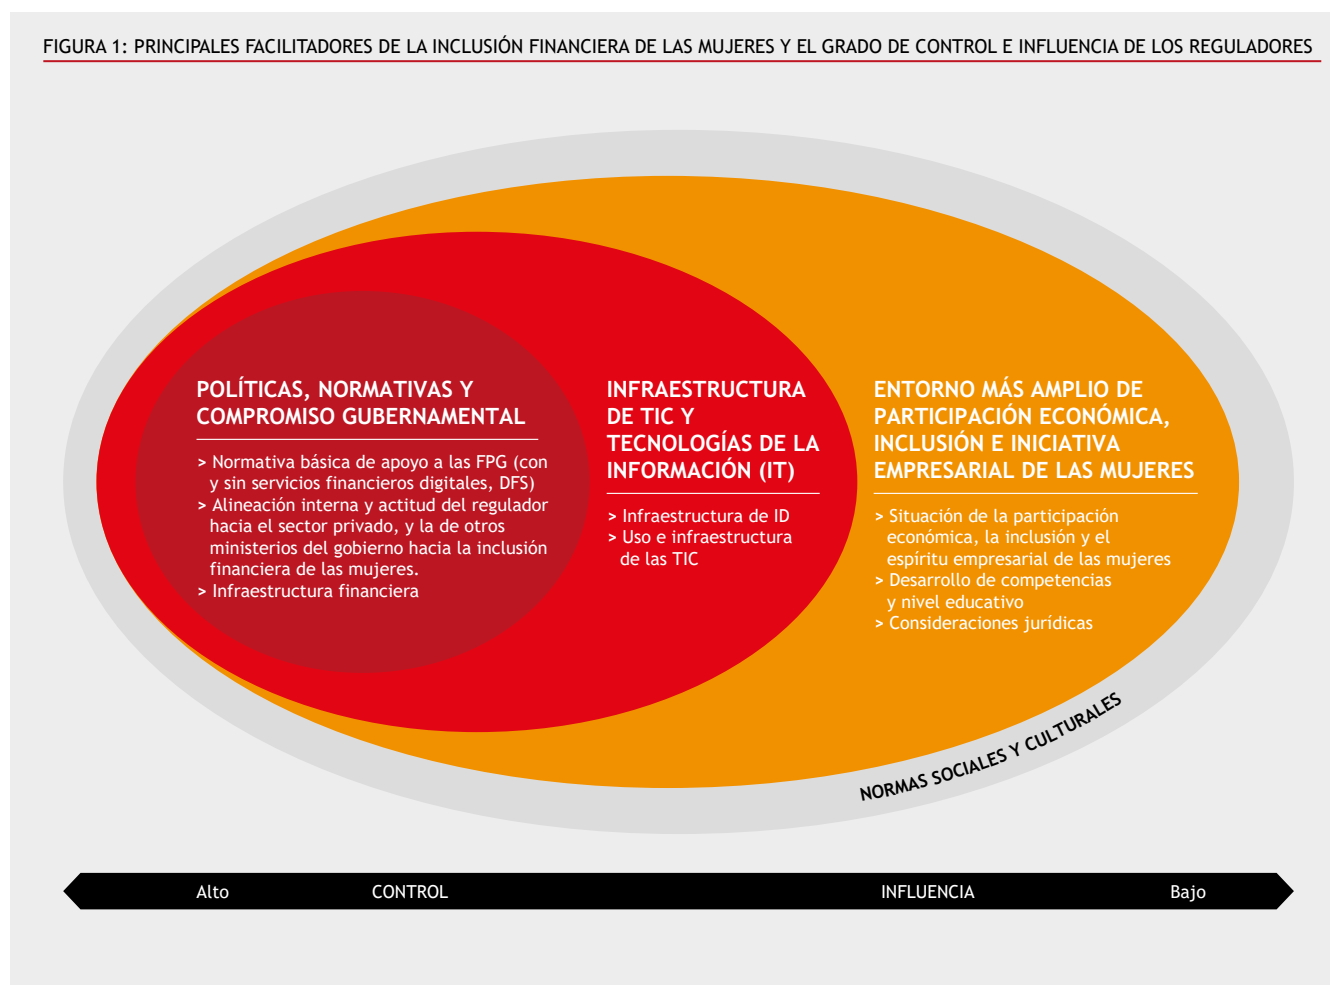 FIGURA 1: PRINCIPALES FACILITADORES DE LA INCLUSIÓN FINANCIERA DE LAS MUJERES Y EL GRADO DE CONTROL E INFLUENCIA DE LOS REGULADORES
POLÍTICAS, NORMATIVAS Y
COMPROMISO GUBERNAMENTAL
> Normativa básica de apoyo a las FPG (con
y sin servicios financieros digitales, DFS)
> Alineación interna y actitud del regulador
hacia el sector privado, y la de otros
ministerios del gobierno hacia la inclusión
financiera de las mujeres.
> Infraestructura financiera
INFRAESTRUCTURA
DE TIC Y
TECNOLOGÍAS DE LA
INFORMACIÓN (IT)
> Infraestructura de ID
> Uso e infraestructura
de las TIC
ENTORNO MÁS AMPLIO DE
PARTICIPACIÓN ECONÓMICA,
INCLUSIÓN E INICIATIVA
EMPRESARIAL DE LAS MUJERES
> Situación de la participación
económica, la inclusión y el
espíritu empresarial de las mujeres
> Desarrollo de competencias
y nivel educativo
> Consideraciones jurídicas
NORMAS SOCIALES Y CULTURALES
Alto CONTROL INFLUENCIA Bajo